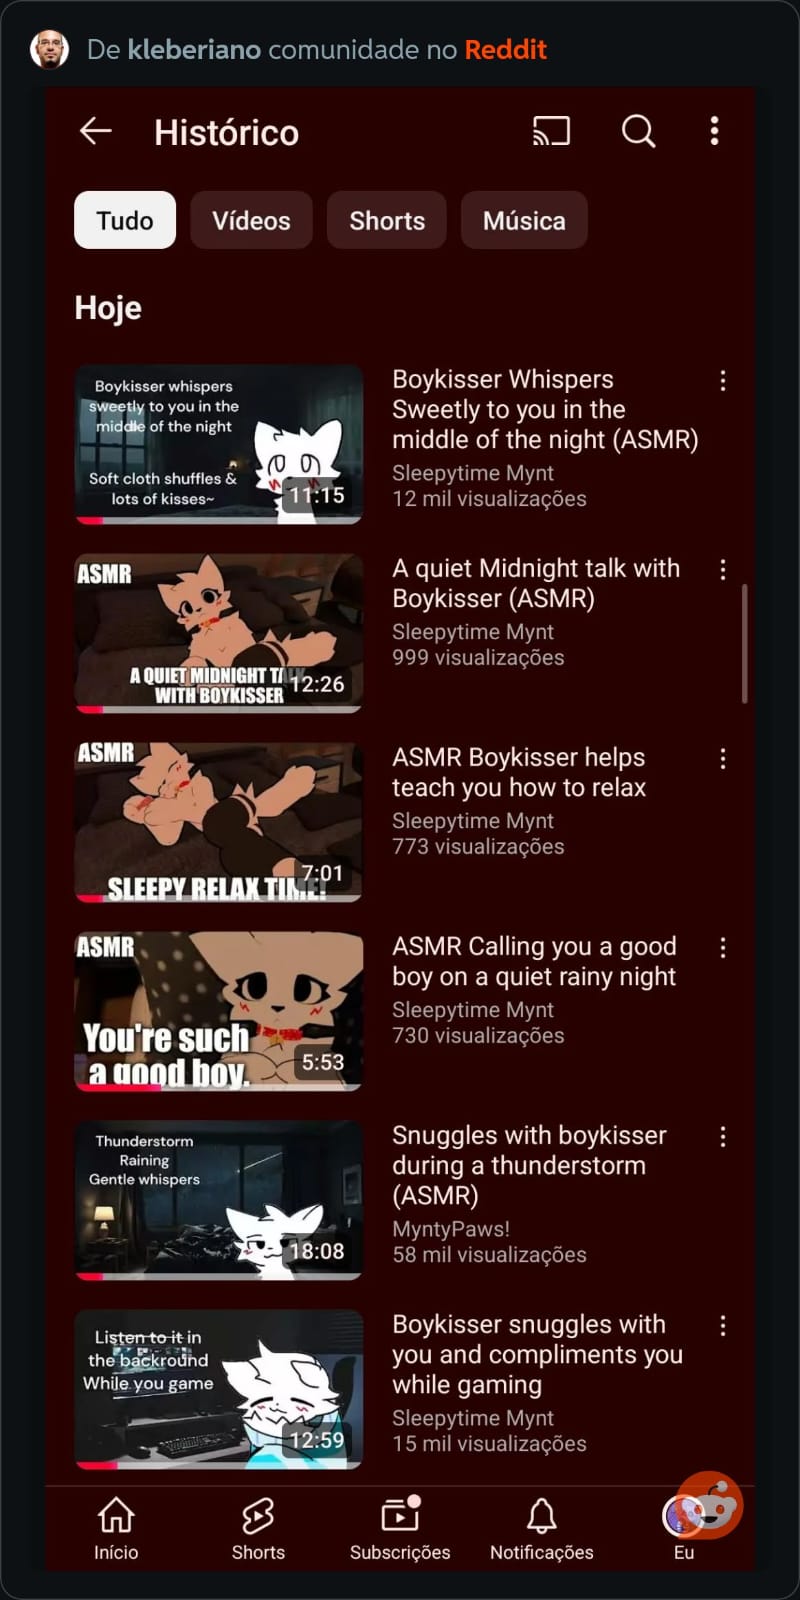 De kleberiano comunidade no Reddit
Histórico
Tudo
Vídeos
Shorts
Música
Hoje
Boykisser whispers
sweetly to you in the
middle of the night
Soft cloth shuffles &
lots of kisses~
11:15
Boykisser Whispers
Sweetly to you in the
middle of the night (ASMR)
Sleepytime Mynt
12 mil visualizações
ASMR
A QUIET MIDNIGHT TALK
WITH BOYKISSER
12:26
A quiet Midnight talk with
Boykisser (ASMR)
Sleepytime Mynt
999 visualizações
ASMR
SLEEPY RELAX TIME!
7:01
ASMR Boykisser helps
teach you how to relax
Sleepytime Mynt
773 visualizações
ASMR
You're such
a good boy.
5:53
ASMR Calling you a good
boy on a quiet rainy night
Sleepytime Mynt
730 visualizações
Thunderstorm
Raining
Gentle whispers
18:08
Snuggles with boykisser
during a thunderstorm
(ASMR)
MyntyPaws!
58 mil visualizações
Listen to it in
the backround
While you game
12:59
Boykisser snuggles with
you and compliments you
while gaming
Sleepytime Mynt
15 mil visualizações
Início
Shorts
Subscrições
Notificações
Eu